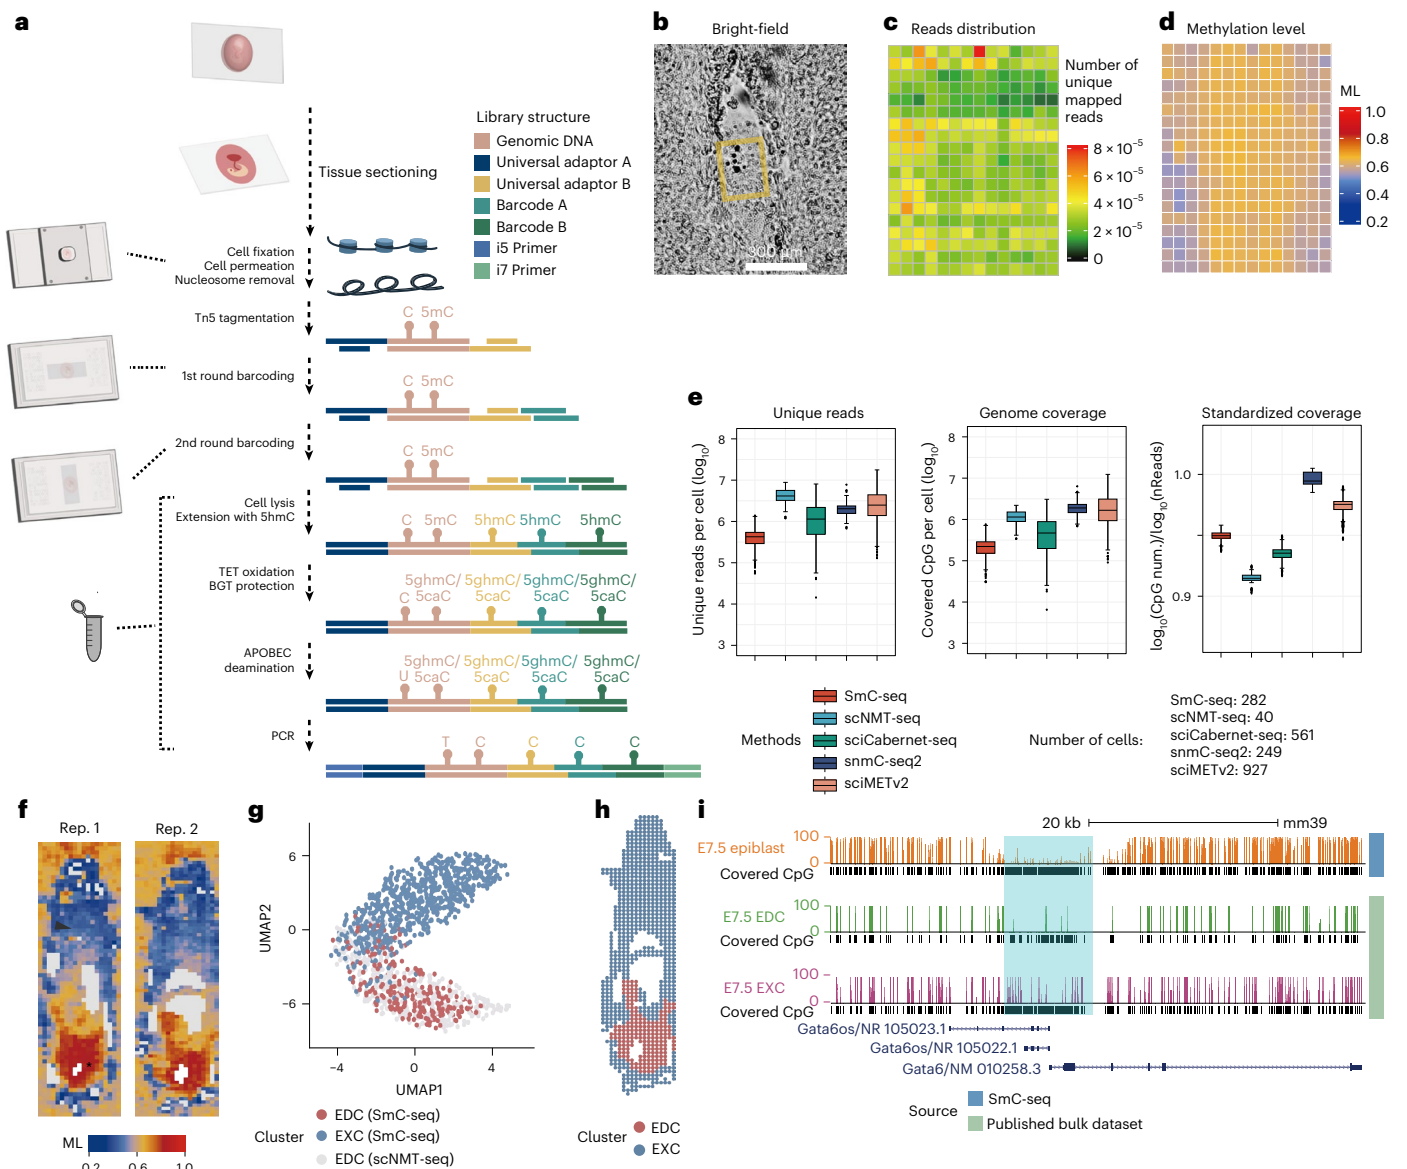 a
Tissue sectioning
Cell fixation
Cell permeation
Nucleosome removal
Tn5 tagmentation
1st round barcoding
2nd round barcoding
Cell lysis
Extension with 5hmC
TET oxidation
BGT protection
APOBEC
deamination
PCR
Library structure
Genomic DNA
Universal adaptor A
Universal adaptor B
Barcode A
Barcode B
i5 Primer
i7 Primer
C 5mC
C 5mC
C 5mC
C 5mC 5hmC 5hmC 5hmC
5ghmC/ 5ghmC/ 5ghmC/ 5ghmC/
C 5caC 5caC 5caC 5caC
5ghmC/ 5ghmC/ 5ghmC/ 5ghmC/
U 5caC 5caC 5caC 5caC
T C C C C
b
Bright-field
300 μm
c
Reads distribution
Number of
unique
mapped
reads
8 × 10⁻⁵
6 × 10⁻⁵
4 × 10⁻⁵
2 × 10⁻⁵
0
d
Methylation level
ML
1.0
0.8
0.6
0.4
0.2
e
Unique reads
Unique reads per cell (log₁₀)
8
7
6
5
4
3
Genome coverage
Covered CpG per cell (log₁₀)
8
7
6
5
4
3
Standardized coverage
log₁₀(CpG num.)/log₁₀(nReads)
1.0
0.9
Methods
SmC-seq
scNMT-seq
sciCabernet-seq
snmC-seq2
sciMETv2
Number of cells:
SmC-seq: 282
scNMT-seq: 40
sciCabernet-seq: 561
snmC-seq2: 249
sciMETv2: 927
f
Rep. 1
Rep. 2
ML
0.2 0.6 1.0
g
UMAP2
6
0
−6
−4 0 4
UMAP1
Cluster
EDC (SmC-seq)
EXC (SmC-seq)
EDC (scNMT-seq)
h
Cluster
EDC
EXC
i
20 kb
mm39
E7.5 epiblast
100
0
Covered CpG
E7.5 EDC
100
0
Covered CpG
E7.5 EXC
100
0
Covered CpG
Gata6os/NR 105023.1
Gata6os/NR 105022.1
Gata6/NM 010258.3
Source
SmC-seq
Published bulk dataset